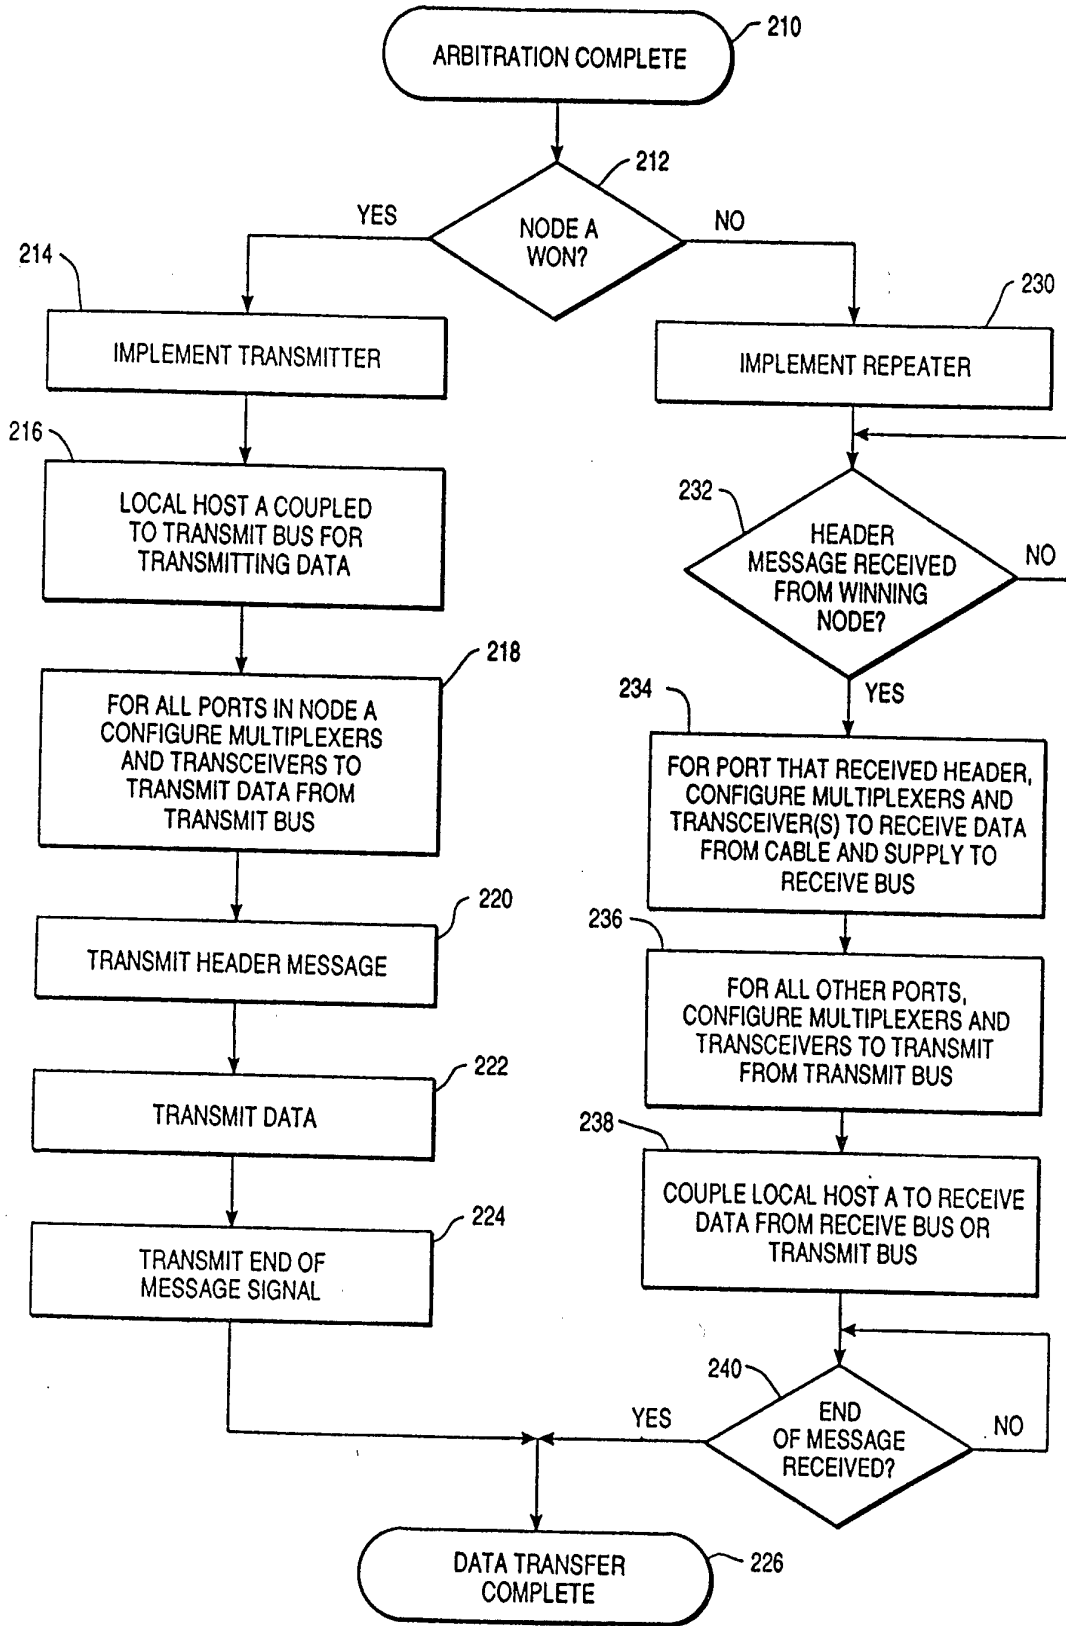 ARBITRATION COMPLETE
210
212
NODE A
WON?
YES
NO
214
IMPLEMENT TRANSMITTER
216
LOCAL HOST A COUPLED
TO TRANSMIT BUS FOR
TRANSMITTING DATA
218
FOR ALL PORTS IN NODE A
CONFIGURE MULTIPLEXERS
AND TRANSCEIVERS TO
TRANSMIT DATA FROM
TRANSMIT BUS
220
TRANSMIT HEADER MESSAGE
222
TRANSMIT DATA
224
TRANSMIT END OF
MESSAGE SIGNAL
230
IMPLEMENT REPEATER
232
HEADER
MESSAGE RECEIVED
FROM WINNING
NODE?
NO
YES
234
FOR PORT THAT RECEIVED HEADER,
CONFIGURE MULTIPLEXERS AND
TRANSCEIVER(S) TO RECEIVE DATA
FROM CABLE AND SUPPLY TO
RECEIVE BUS
236
FOR ALL OTHER PORTS,
CONFIGURE MULTIPLEXERS AND
TRANSCEIVERS TO TRANSMIT
FROM TRANSMIT BUS
238
COUPLE LOCAL HOST A TO RECEIVE
DATA FROM RECEIVE BUS OR
TRANSMIT BUS
240
END
OF MESSAGE
RECEIVED?
YES
NO
DATA TRANSFER
COMPLETE
226